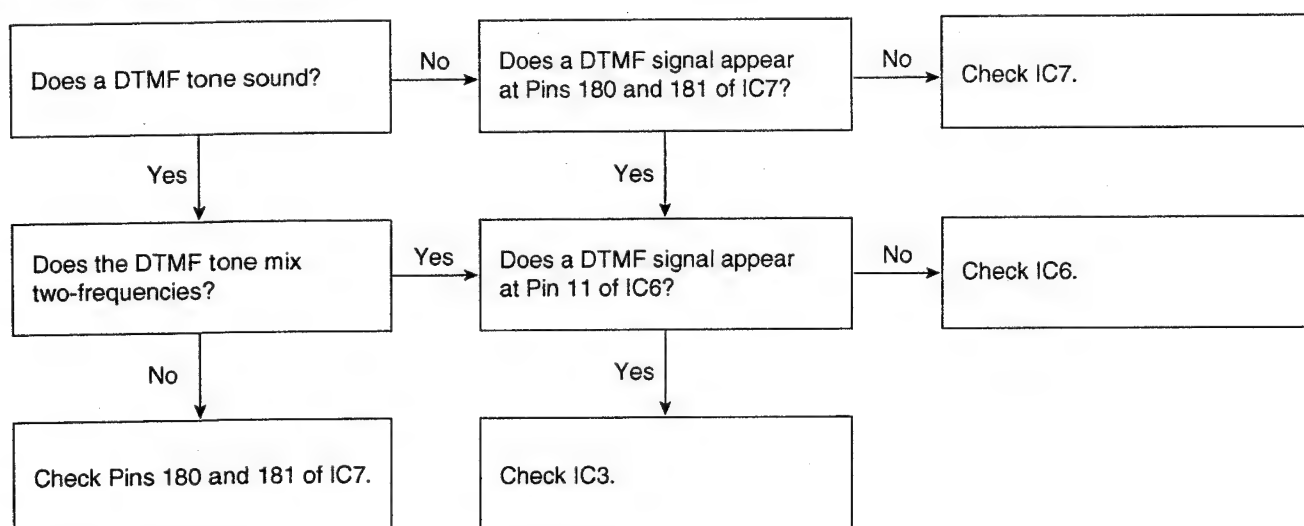 Does a DTMF tone sound?
No
Does a DTMF signal appear
at Pins 180 and 181 of IC7?
No
Check IC7.
Yes
Yes
Does the DTMF tone mix
two-frequencies?
Yes
Does a DTMF signal appear
at Pin 11 of IC6?
No
Check IC6.
No
Yes
Check Pins 180 and 181 of IC7.
Check IC3.